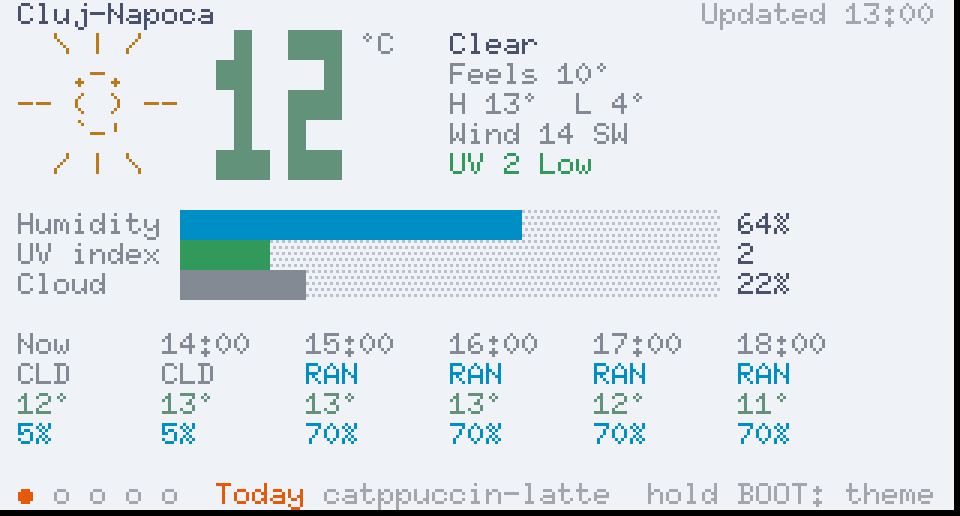 Cluj-Napoca Updated 13:00
12 °C Clear
Feels 10°
H 13° L 4°
Wind 14 SW
UV 2 Low
Humidity 64%
UV index 2
Cloud 22%
Now 14:00 15:00 16:00 17:00 18:00
CLD CLD RAN RAN RAN RAN
12° 13° 13° 13° 12° 11°
5% 5% 70% 70% 70% 70%
Today catppuccin-latte hold BOOT: theme